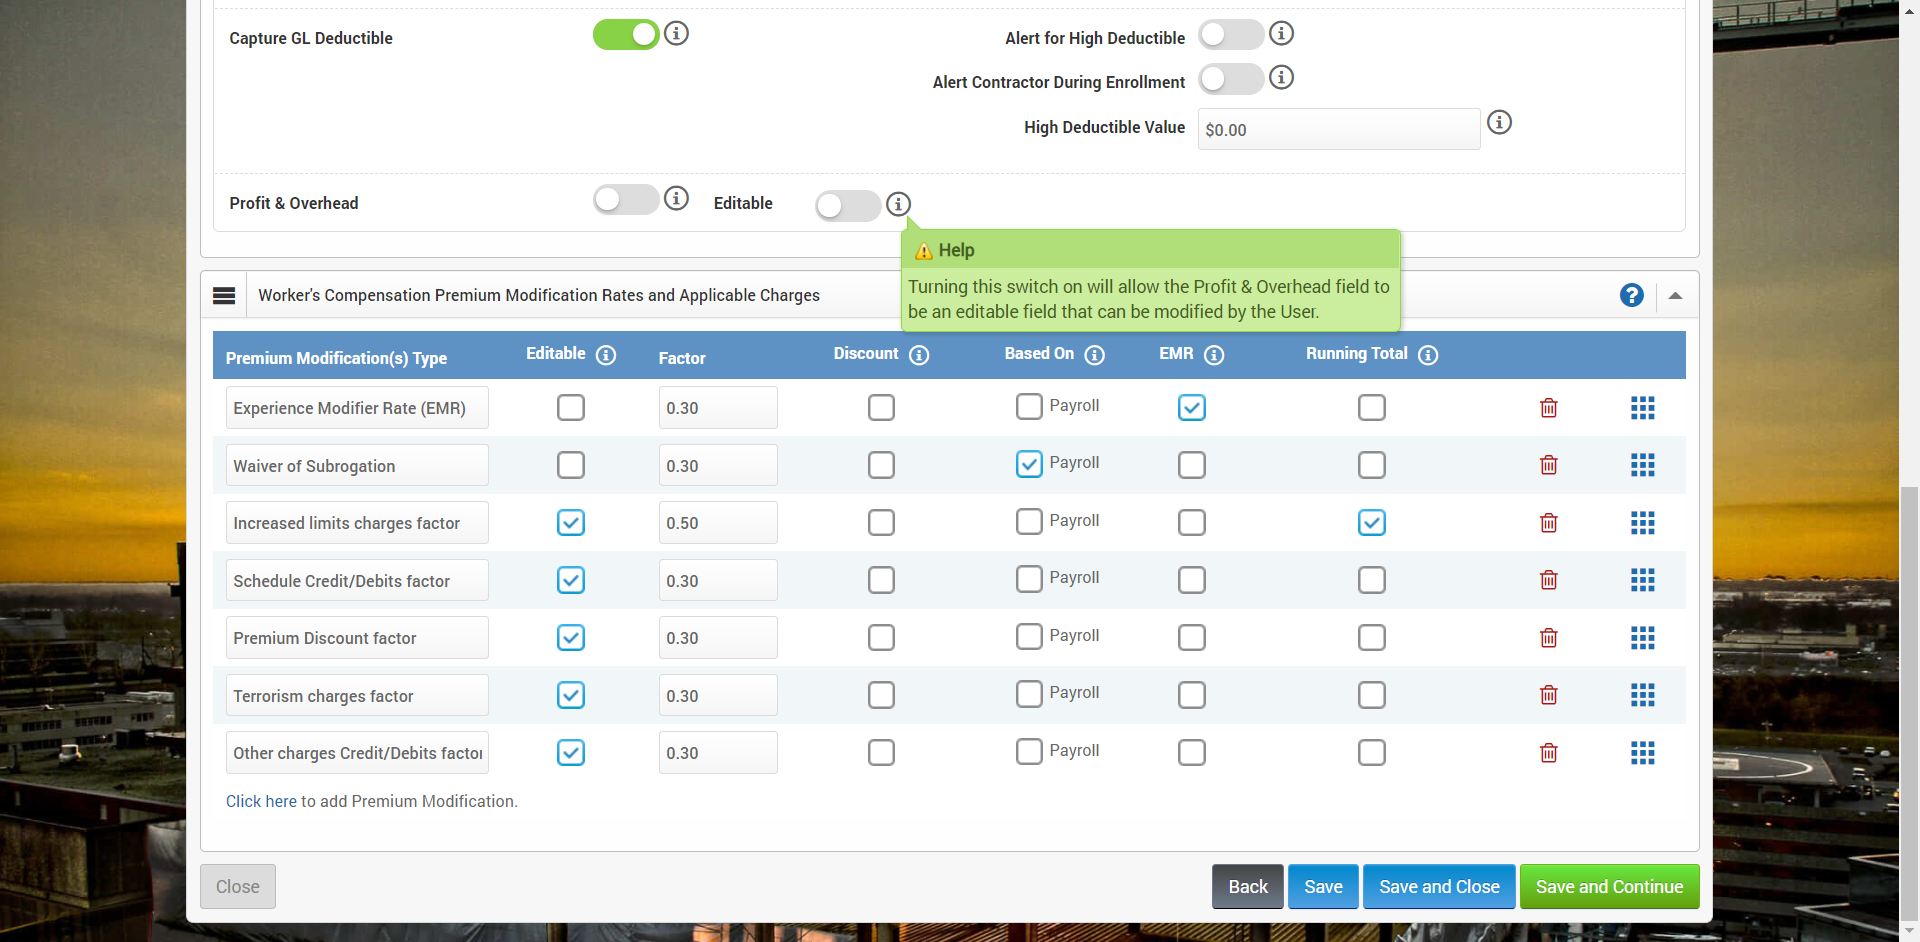 Capture GL Deductible
Alert for High Deductible
Alert Contractor During Enrollment
High Deductible Value $0.00
Profit & Overhead Editable
Help
Turning this switch on will allow the Profit & Overhead field to
be an editable field that can be modified by the User.
Worker's Compensation Premium Modification Rates and Applicable Charges
Premium Modification(s) Type Editable Factor Discount Based On EMR Running Total
Experience Modifier Rate (EMR) 0.30 Payroll
Waiver of Subrogation 0.30 Payroll
Increased limits charges factor 0.50 Payroll
Schedule Credit/Debits factor 0.30 Payroll
Premium Discount factor 0.30 Payroll
Terrorism charges factor 0.30 Payroll
Other charges Credit/Debits factor 0.30 Payroll
Click here to add Premium Modification.
Close Back Save Save and Close Save and Continue